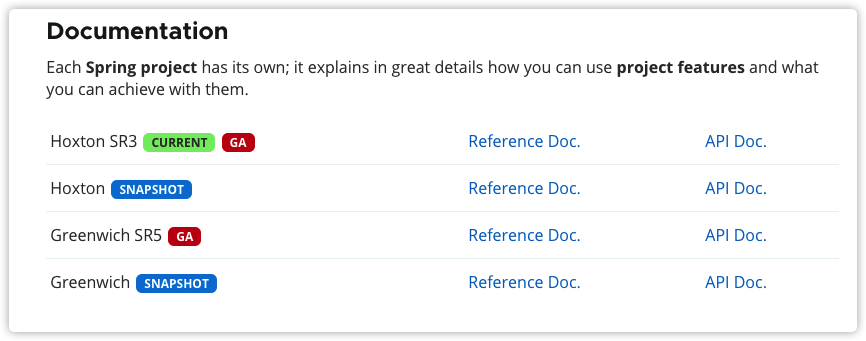 Documentation
Each Spring project has its own; it explains in great details how you can use project features and what
you can achieve with them.
Hoxton SR3 CURRENT GA Reference Doc. API Doc.
Hoxton SNAPSHOT Reference Doc. API Doc.
Greenwich SR5 GA Reference Doc. API Doc.
Greenwich SNAPSHOT Reference Doc. API Doc.